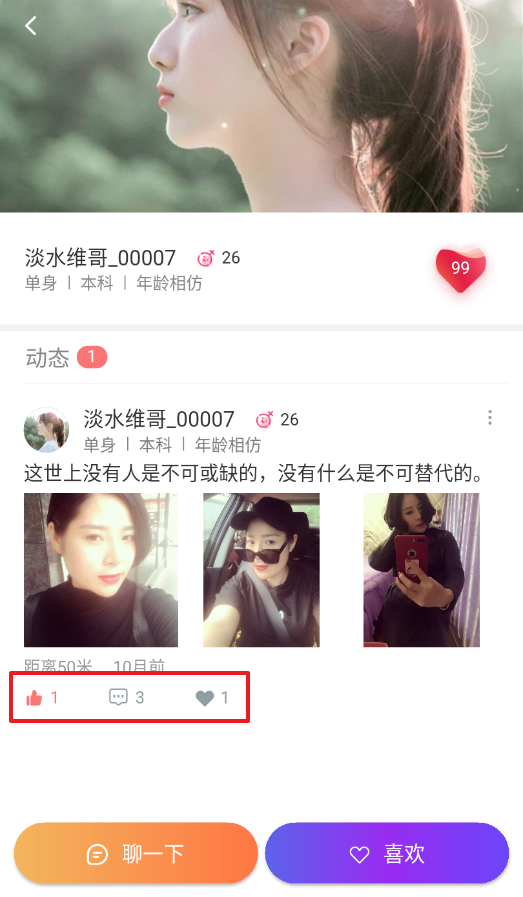 淡水维哥_00007 26
99
单身 | 本科 | 年龄相仿
动态 1
淡水维哥_00007 26
单身 | 本科 | 年龄相仿
这世上没有人是不可或缺的，没有什么是不可替代的。
距离50米 10月前
1 3 1
聊一下 喜欢